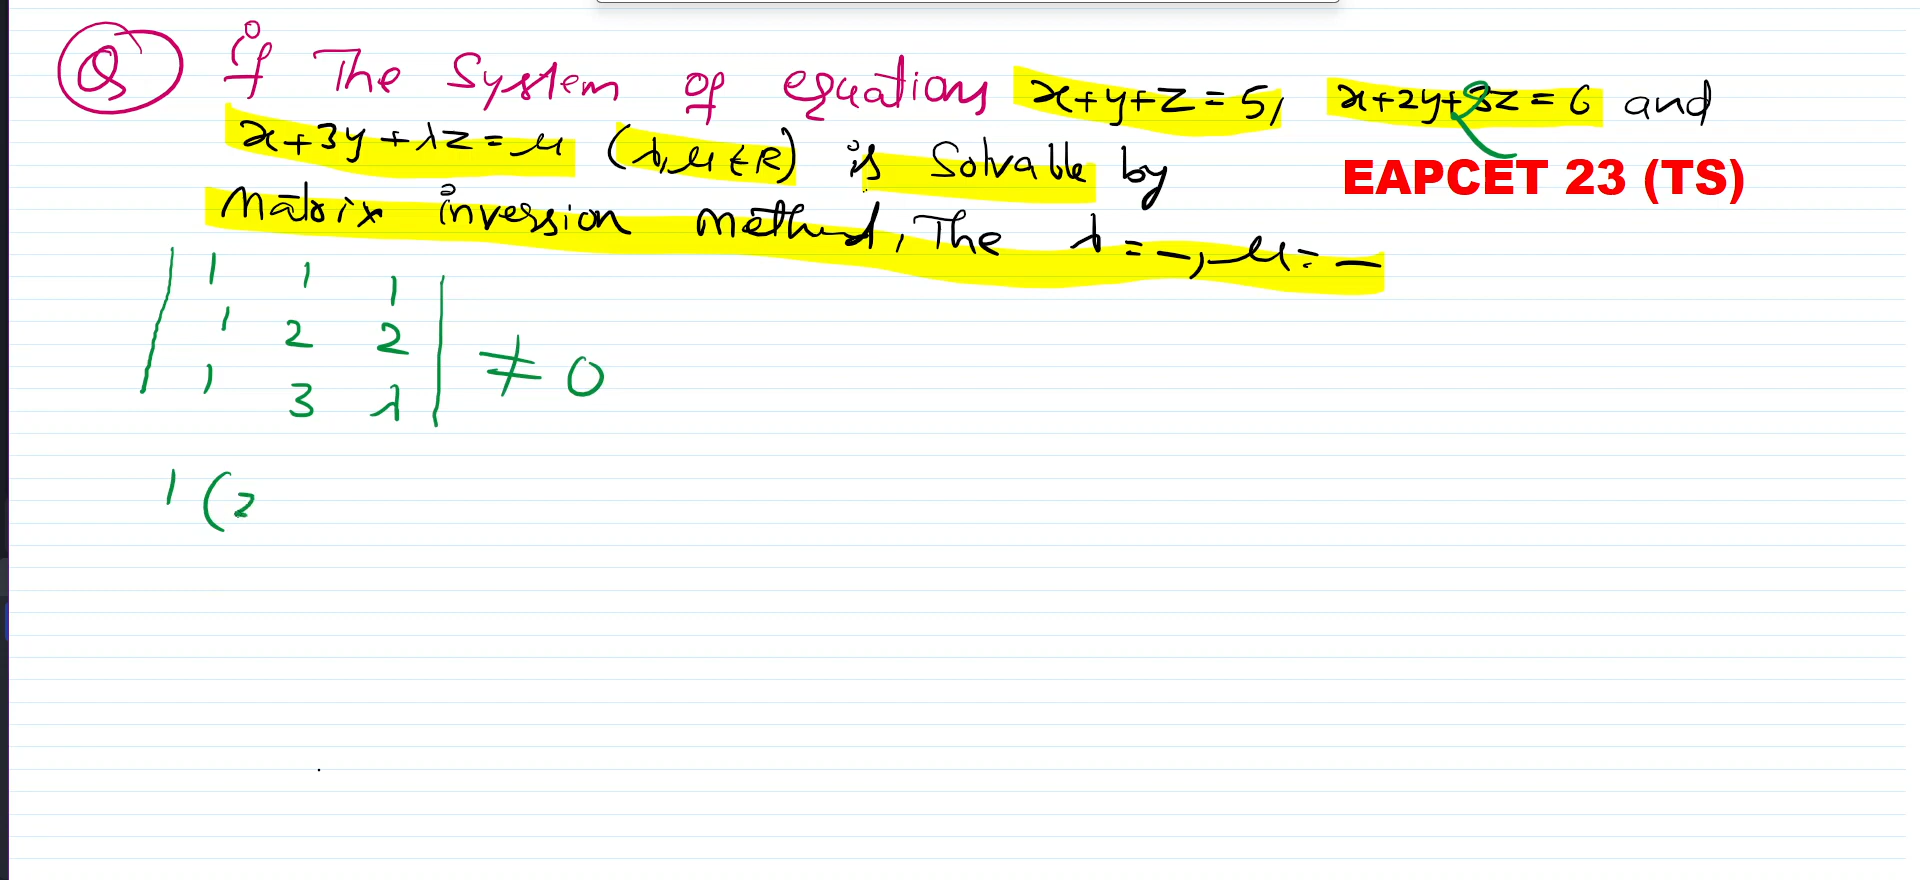 Q if The System of equations x+y+z=5, x+2y+2z=6 and
x+3y+λz=μ (λ,μ∈R) is Solvable by
EAPCET 23 (TS)
Matrix inversion method, The λ=—, μ=—
| 1 1 1 |
| 1 2 2 | ≠ 0
| 1 3 λ |
1 (2